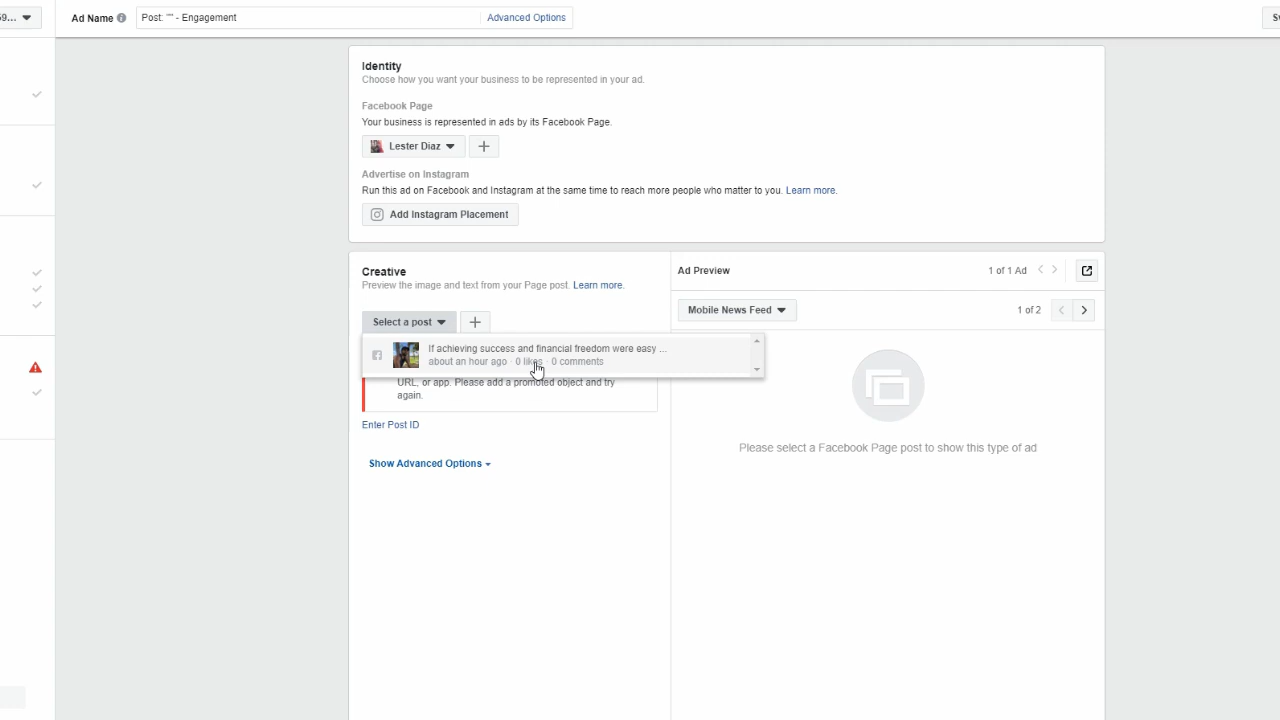 59...
Ad Name
Post: "" - Engagement
Advanced Options
Identity
Choose how you want your business to be represented in your ad.
Facebook Page
Your business is represented in ads by its Facebook Page.
Lester Diaz
Advertise on Instagram
Run this ad on Facebook and Instagram at the same time to reach more people who matter to you. Learn more.
Add Instagram Placement
Creative
Preview the image and text from your Page post. Learn more.
Select a post
If achieving success and financial freedom were easy ...
about an hour ago · 0 likes · 0 comments
URL, or app. Please add a promoted object and try
again.
Enter Post ID
Show Advanced Options
Ad Preview
1 of 1 Ad
Mobile News Feed
1 of 2
Please select a Facebook Page post to show this type of ad